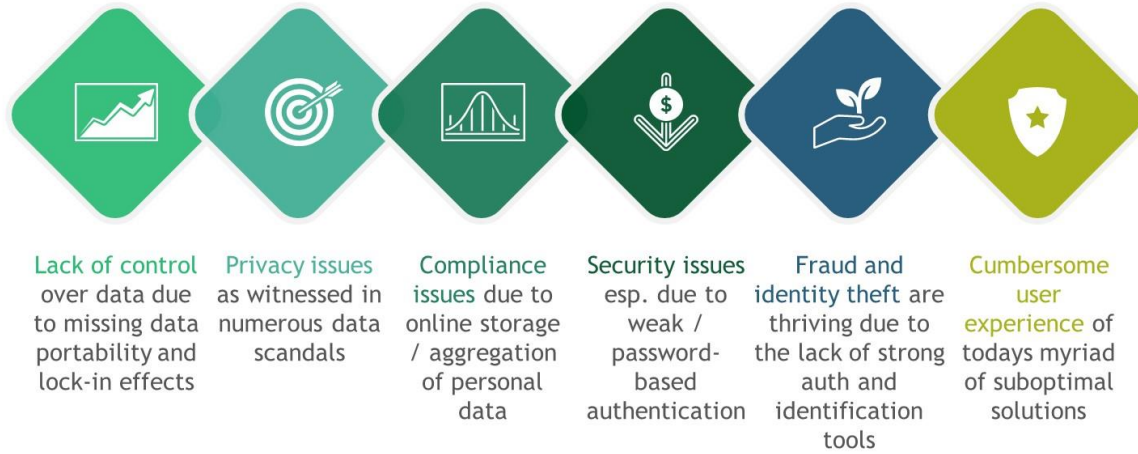 $
Lack of control
over data due
to missing data
portability and
lock-in effects
Privacy issues
as witnessed in
numerous data
scandals
Compliance
issues due to
online storage
/ aggregation
of personal
data
Security issues
esp. due to
weak /
password-
based
authentication
Fraud and
identity theft are
thriving due to
the lack of strong
auth and
identification
tools
Cumbersome
user
experience of
todays myriad
of suboptimal
solutions